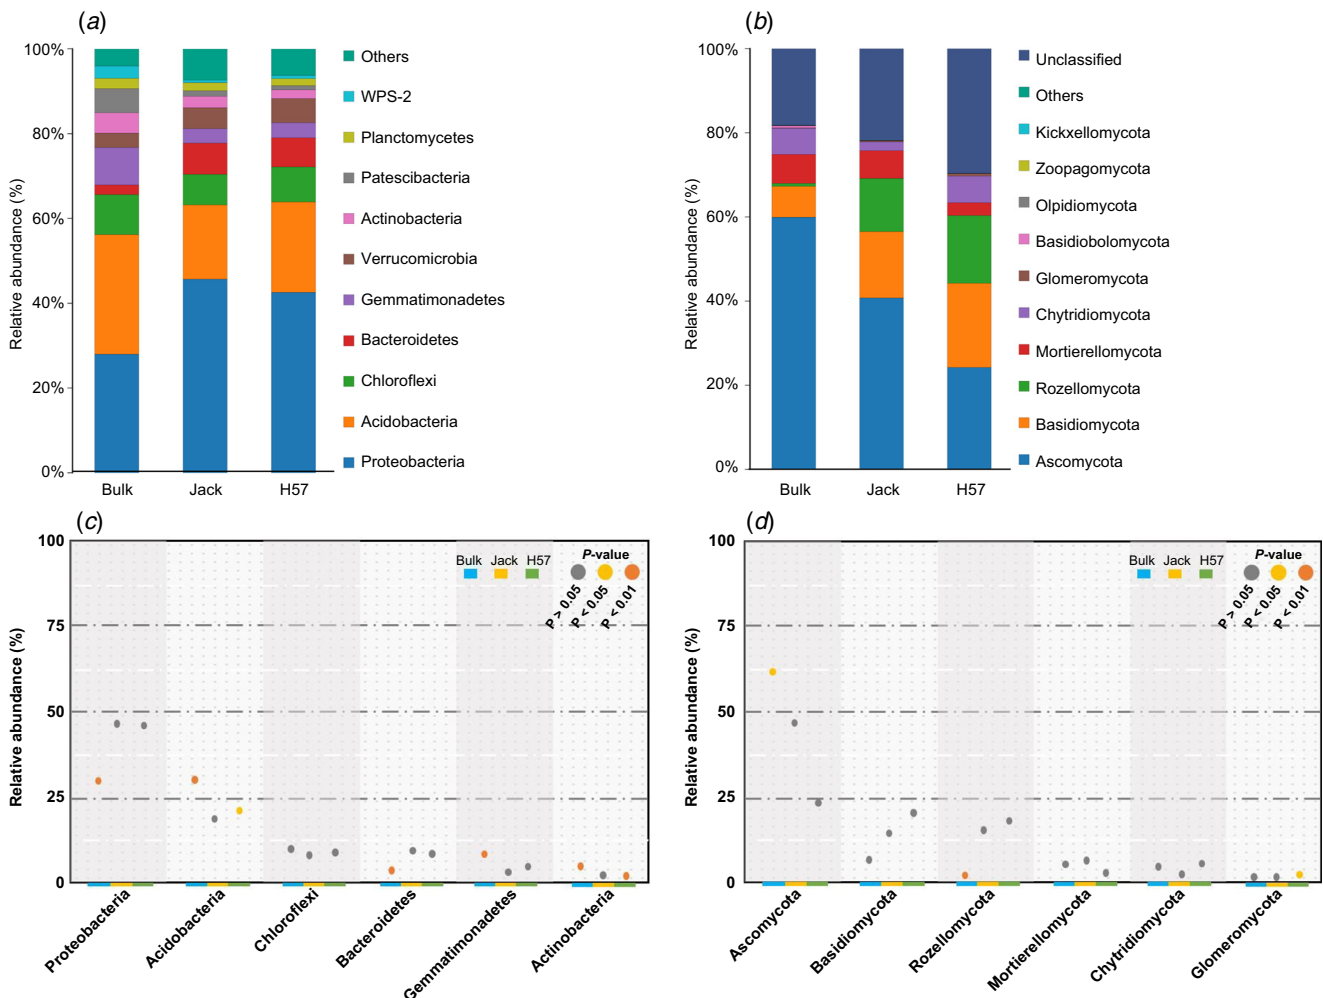 (a)
100%
80%
60%
40%
20%
0%
Relative abundance (%)
Bulk
Jack
H57
Others
WPS-2
Planctomycetes
Patescibacteria
Actinobacteria
Verrucomicrobia
Gemmatimonadetes
Bacteroidetes
Chloroflexi
Acidobacteria
Proteobacteria
(b)
100%
80%
60%
40%
20%
0%
Relative abundance (%)
Bulk
Jack
H57
Unclassified
Others
Kickxellomycota
Zoopagomycota
Olpidiomycota
Basidiobolomycota
Glomeromycota
Chytridiomycota
Mortierellomycota
Rozellomycota
Basidiomycota
Ascomycota
(c)
100
75
50
25
0
Relative abundance (%)
Bulk Jack H57
P-value
P > 0.05
P < 0.05
P < 0.01
Proteobacteria
Acidobacteria
Chloroflexi
Bacteroidetes
Gemmatimonadetes
Actinobacteria
(d)
100
75
50
25
0
Relative abundance (%)
Bulk Jack H57
P-value
P > 0.05
P < 0.05
P < 0.01
Ascomycota
Basidiomycota
Rozellomycota
Mortierellomycota
Chytridiomycota
Glomeromycota